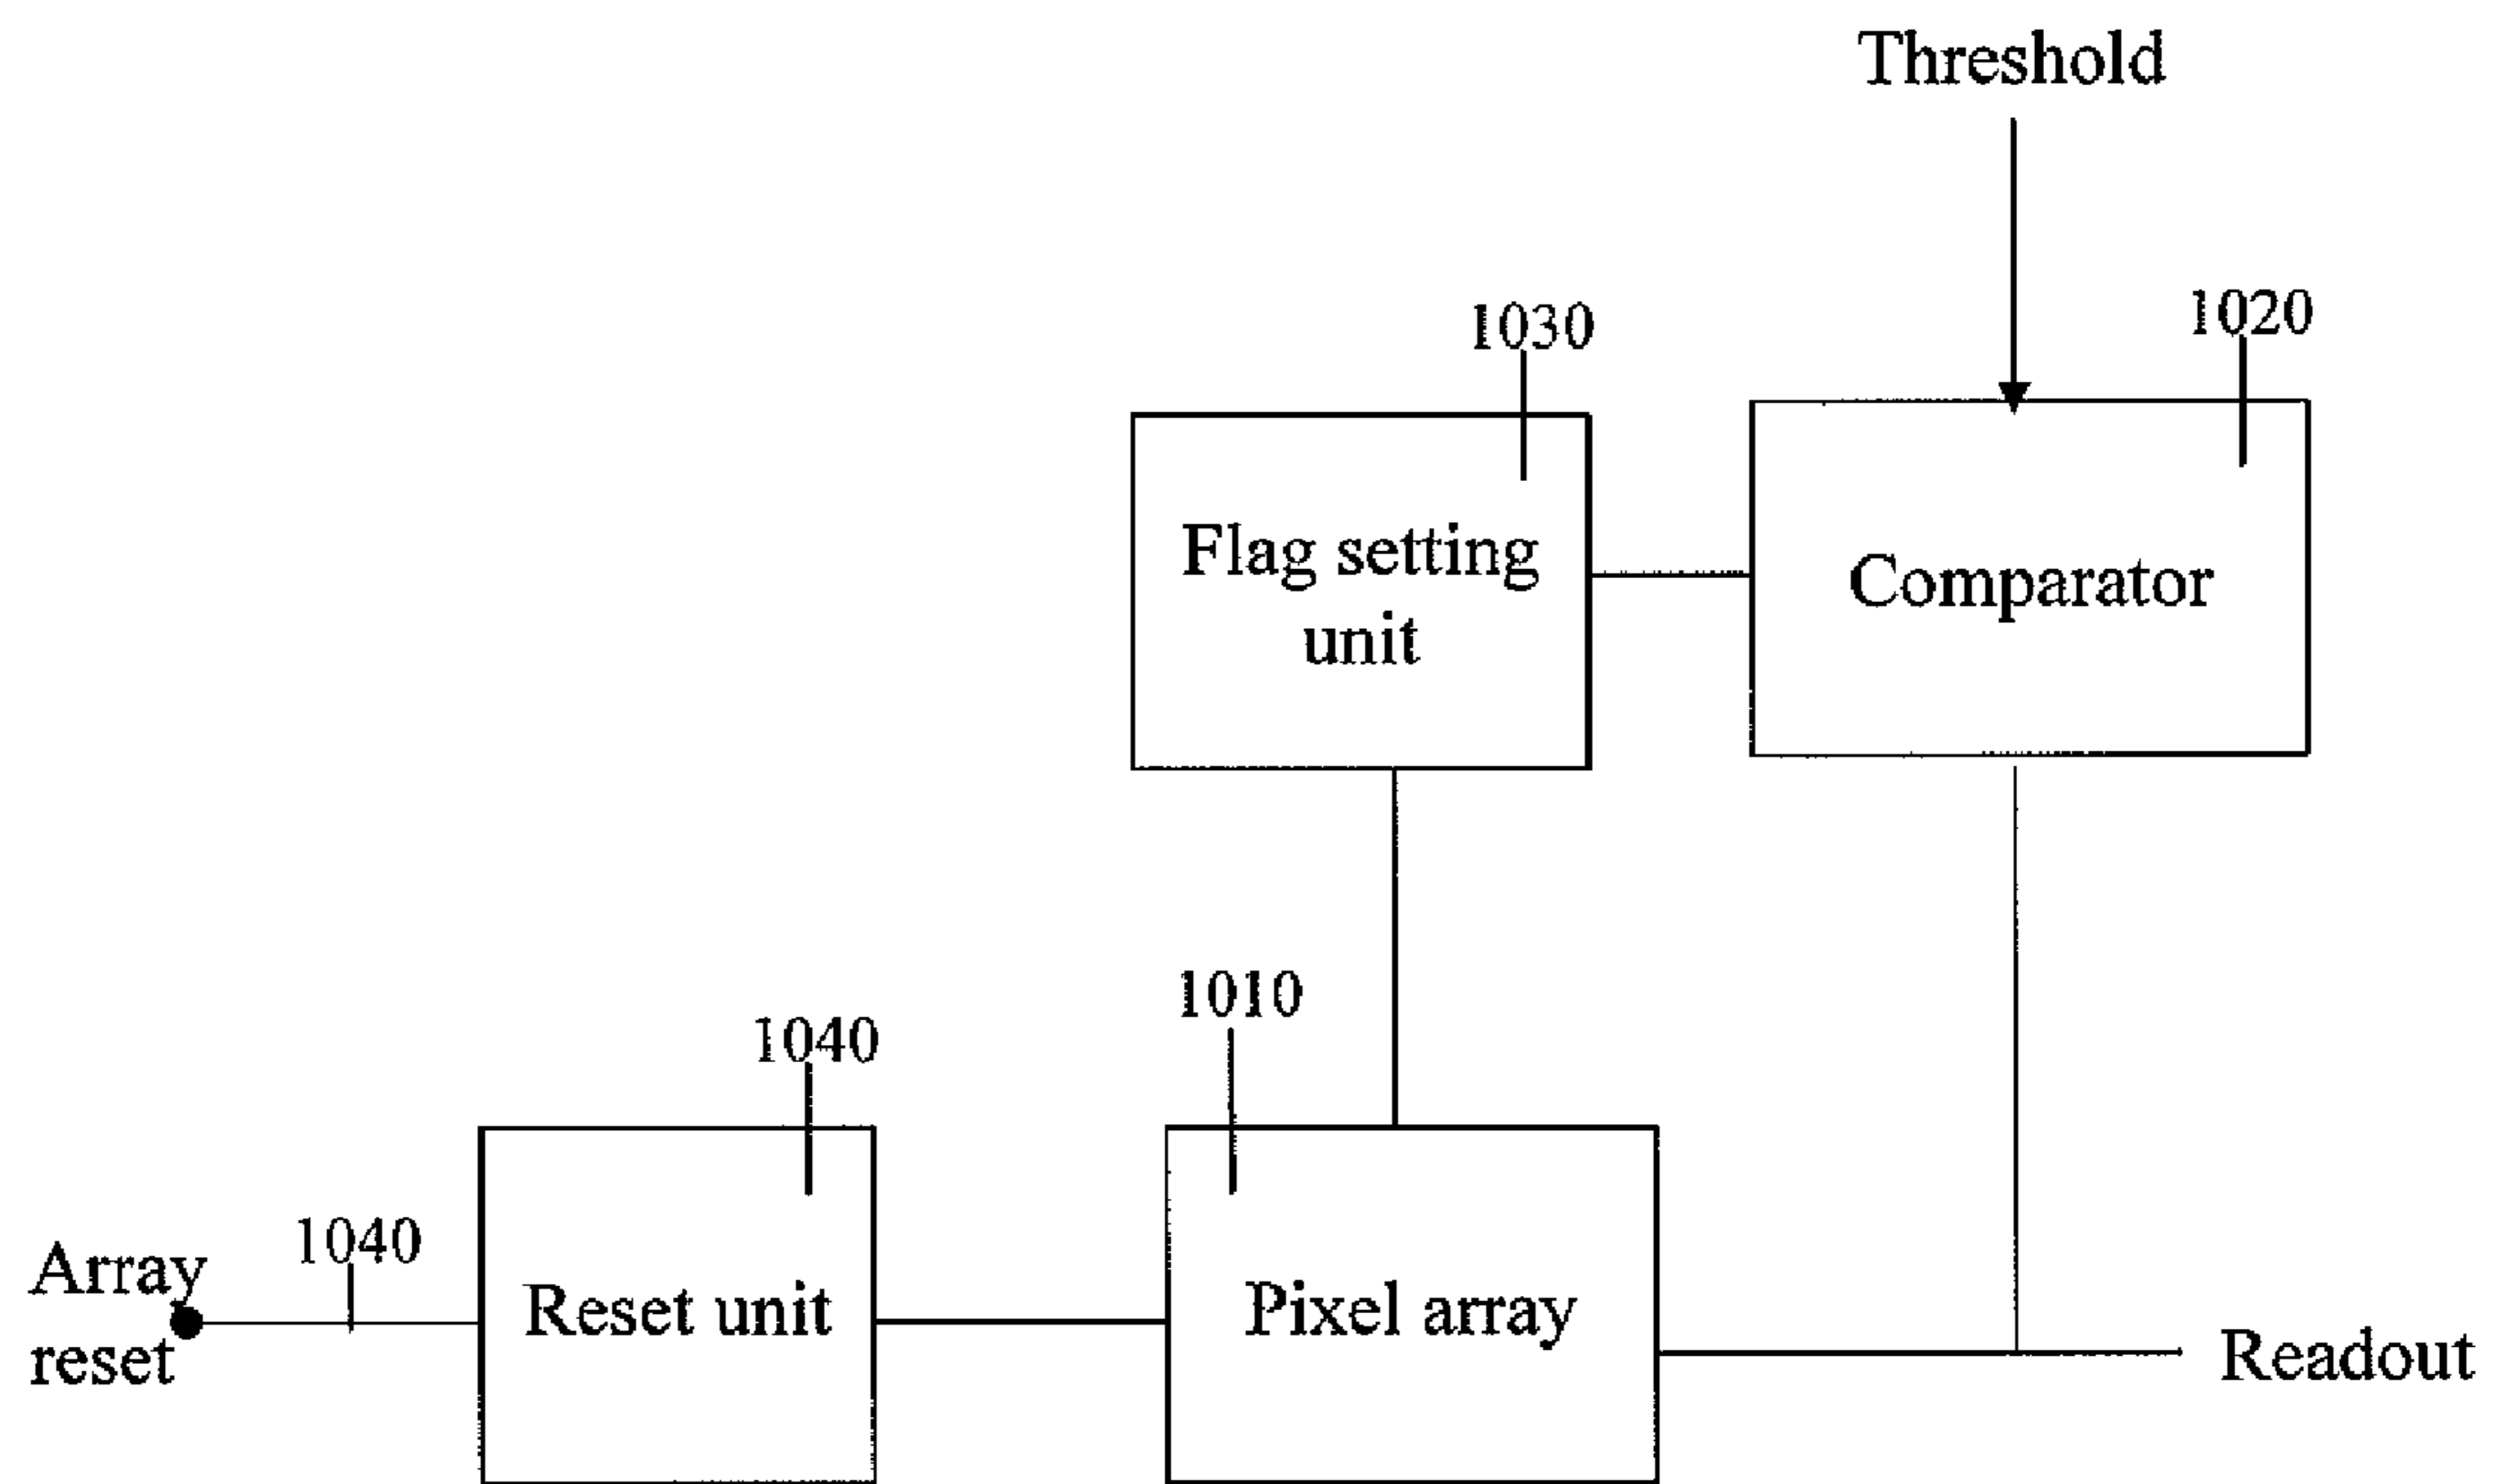 Threshold
1020
1030
Flag setting
unit
Comparator
1010
1040
1040
Array
reset
Reset unit
Pixel array
Readout